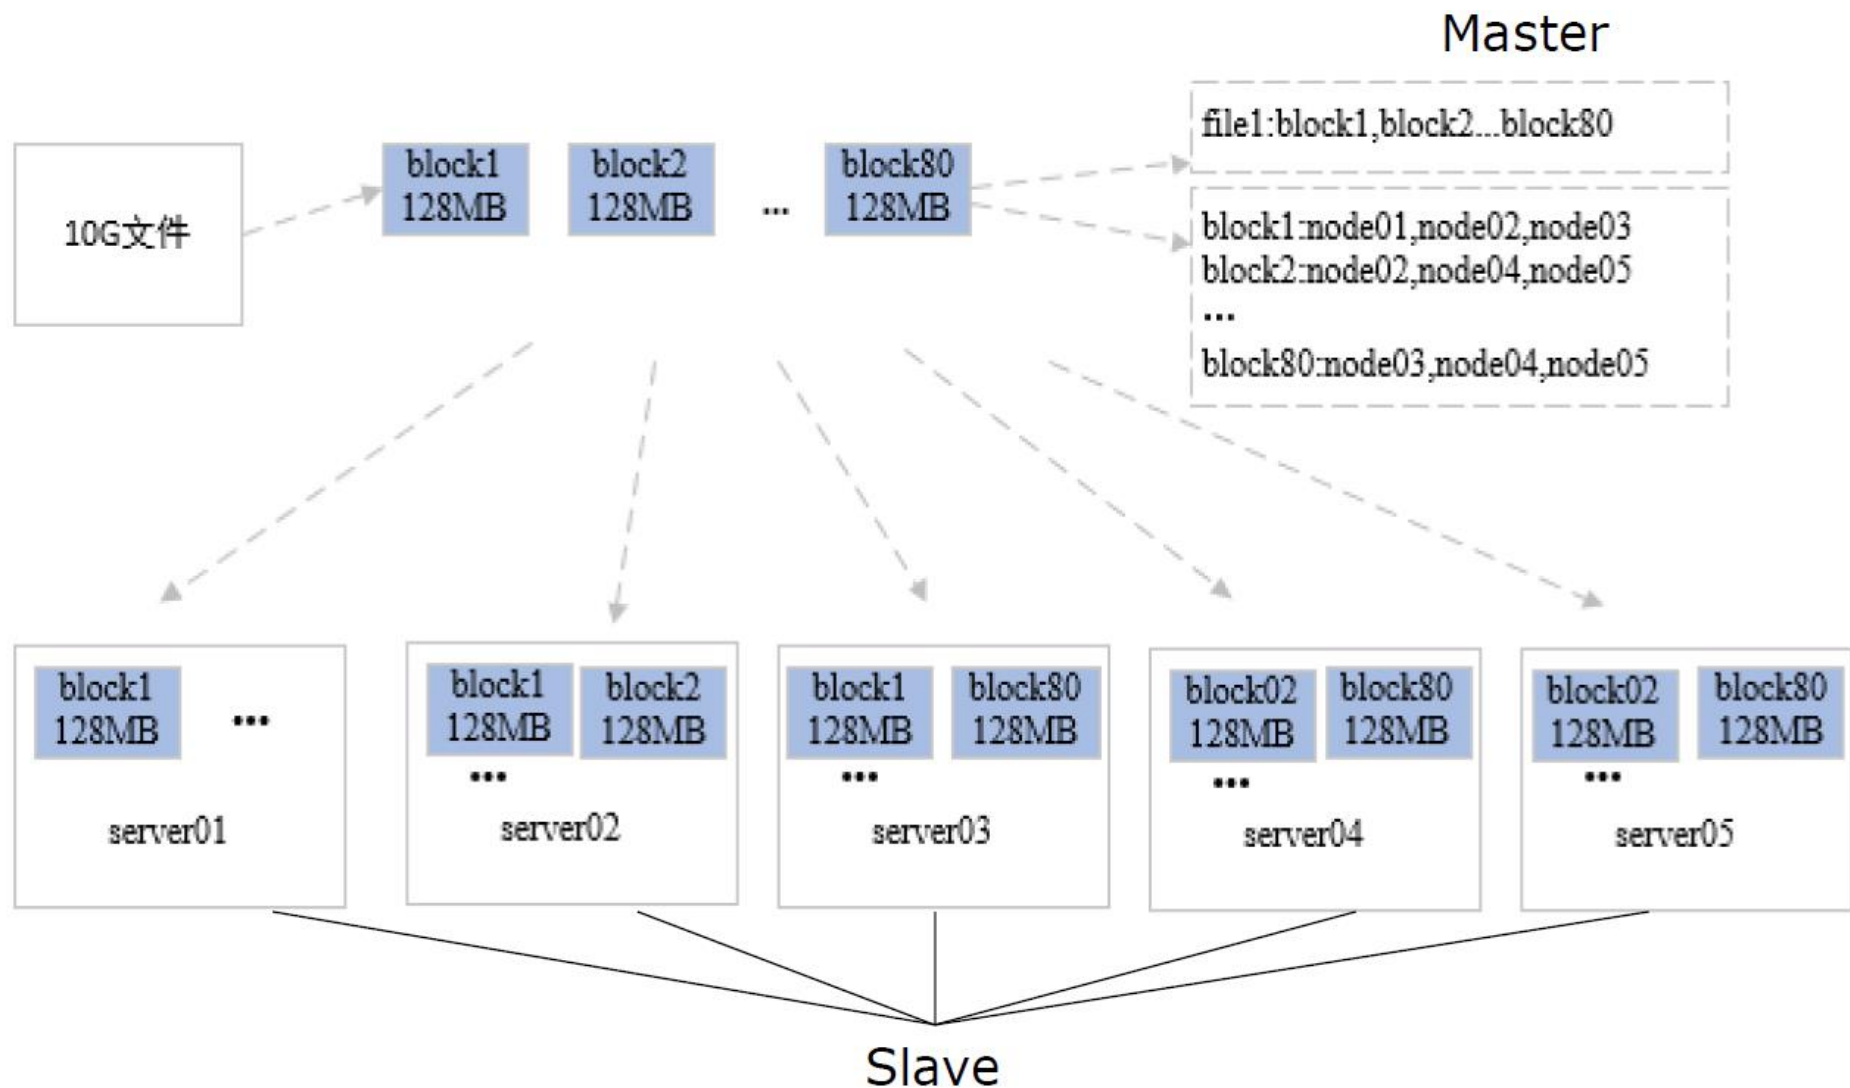 Master
file1:block1,block2...block80
10G文件
block1
128MB
block2
128MB
...
block80
128MB
block1:node01,node02,node03
block2:node02,node04,node05
...
block80:node03,node04,node05
block1
128MB
...
server01
block1
128MB
block2
128MB
...
server02
block1
128MB
block80
128MB
...
server03
block02
128MB
block80
128MB
...
server04
block02
128MB
block80
128MB
...
server05
Slave